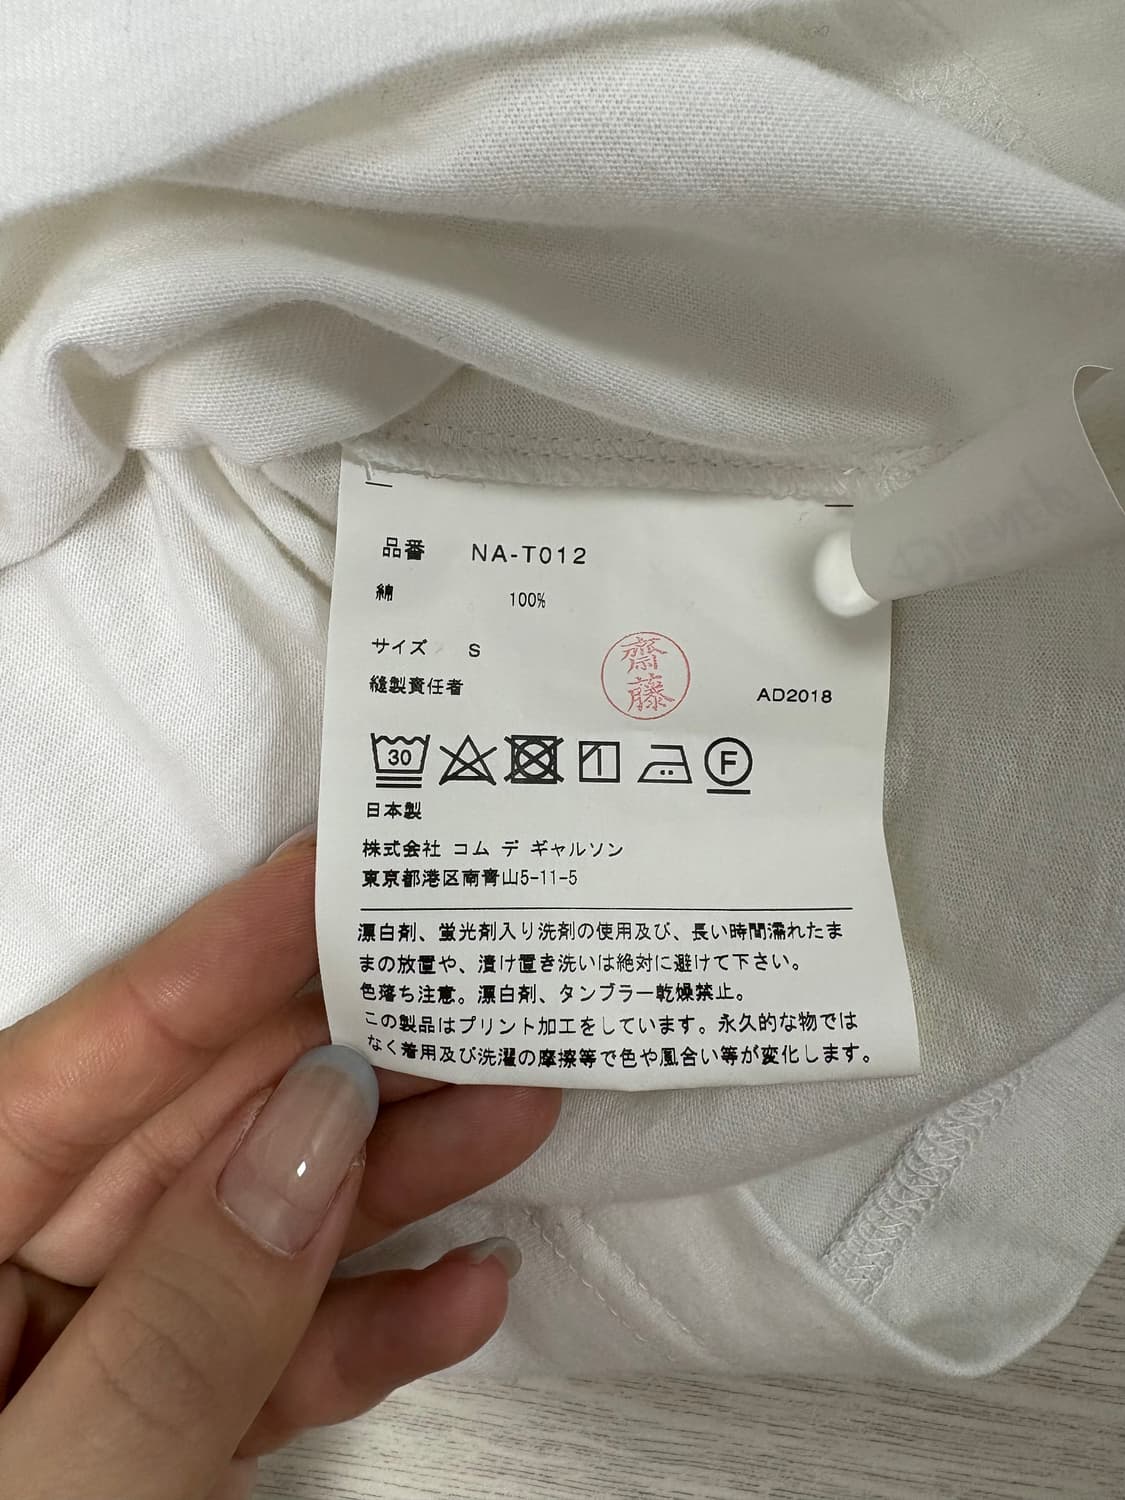 品番 NA-T012
綿 100%
サイズ S
縫製責任者
齋藤
AD2018
30
F
日本製
株式会社 コム デ ギャルソン
東京都港区南青山5-11-5
漂白剤、蛍光剤入り洗剤の使用及び、長い時間濡れたま
まの放置や、漬け置き洗いは絶対に避けて下さい。
色落ち注意。漂白剤、タンブラー乾燥禁止。
この製品はプリント加工をしています。永久的な物では
なく着用及び洗濯の摩擦等で色や風合い等が変化します。